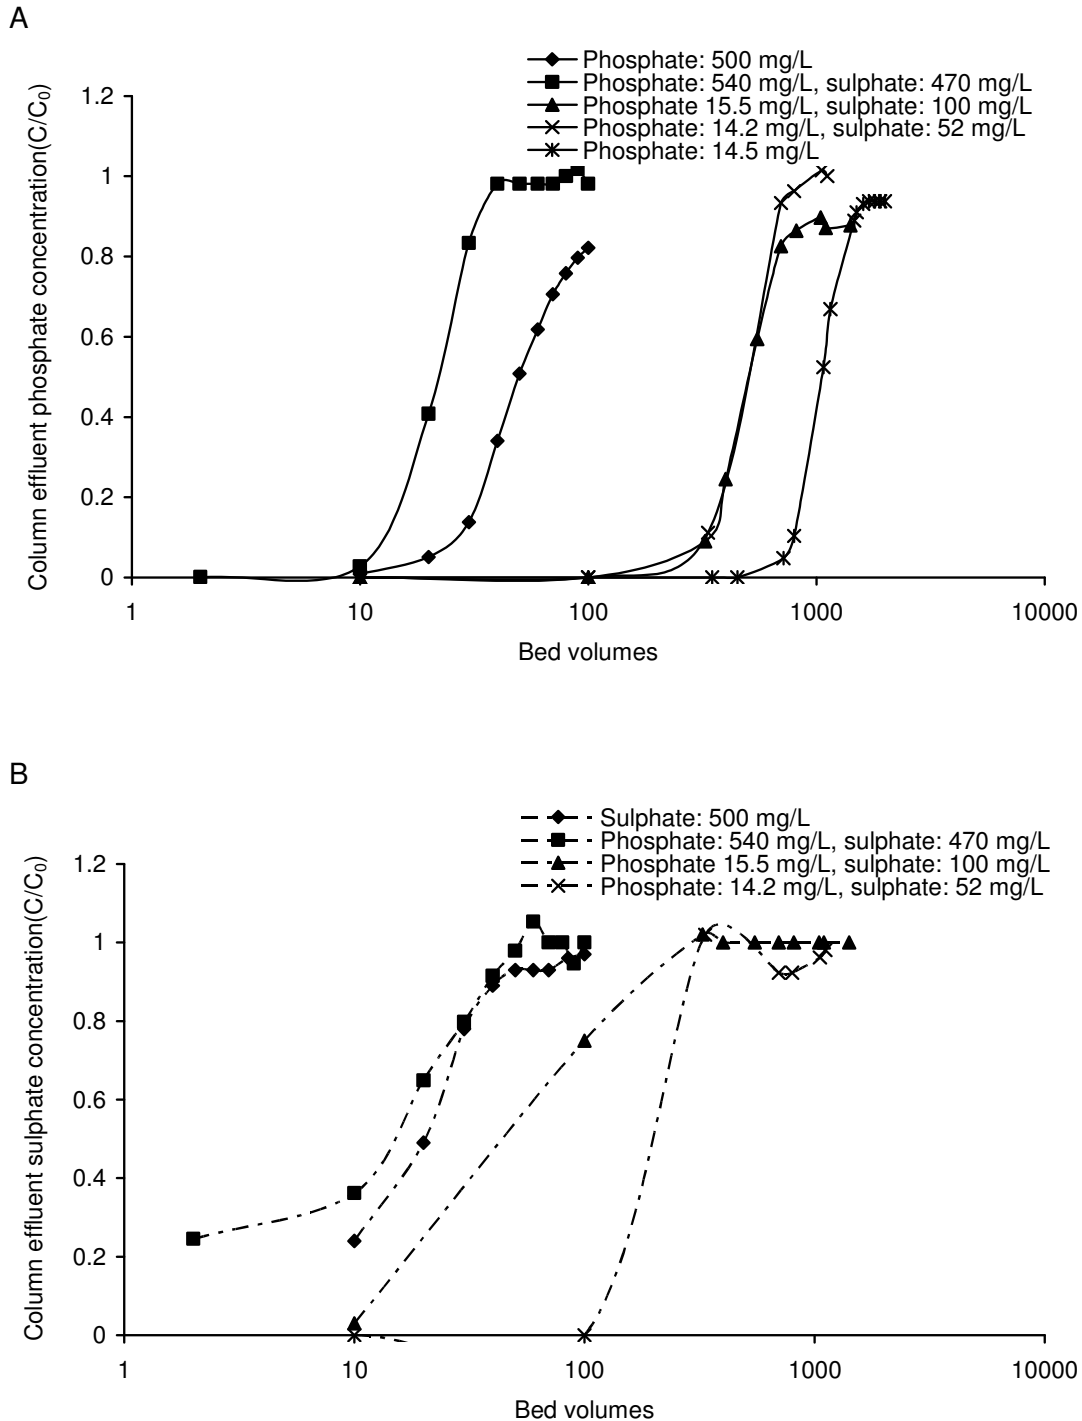 A
Phosphate: 500 mg/L
Phosphate: 540 mg/L, sulphate: 470 mg/L
Phosphate 15.5 mg/L, sulphate: 100 mg/L
Phosphate: 14.2 mg/L, sulphate: 52 mg/L
Phosphate: 14.5 mg/L
Column effluent phosphate concentration(C/C0)
1.2
1
0.8
0.6
0.4
0.2
0
1 10 100 1000 10000
Bed volumes
B
Sulphate: 500 mg/L
Phosphate: 540 mg/L, sulphate: 470 mg/L
Phosphate 15.5 mg/L, sulphate: 100 mg/L
Phosphate: 14.2 mg/L, sulphate: 52 mg/L
Column effluent sulphate concentration(C/C0)
1.2
1
0.8
0.6
0.4
0.2
0
1 10 100 1000 10000
Bed volumes